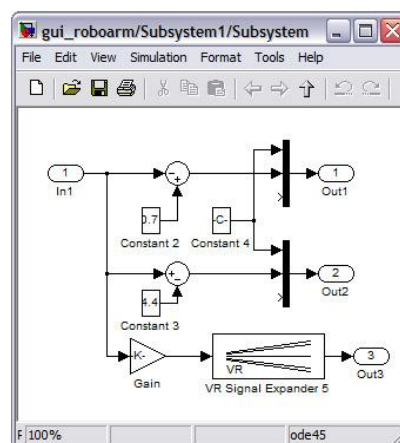 gui_roboarm/Subsystem1/Subsystem
File Edit View Simulation Format Tools Help
1
In1
-+
0.7
Constant 2
-C-
Constant 4
1
Out1
+-
4.4
Constant 3
2
Out2
-K-
Gain
VR
VR Signal Expander 5
3
Out3
F 100% ode45